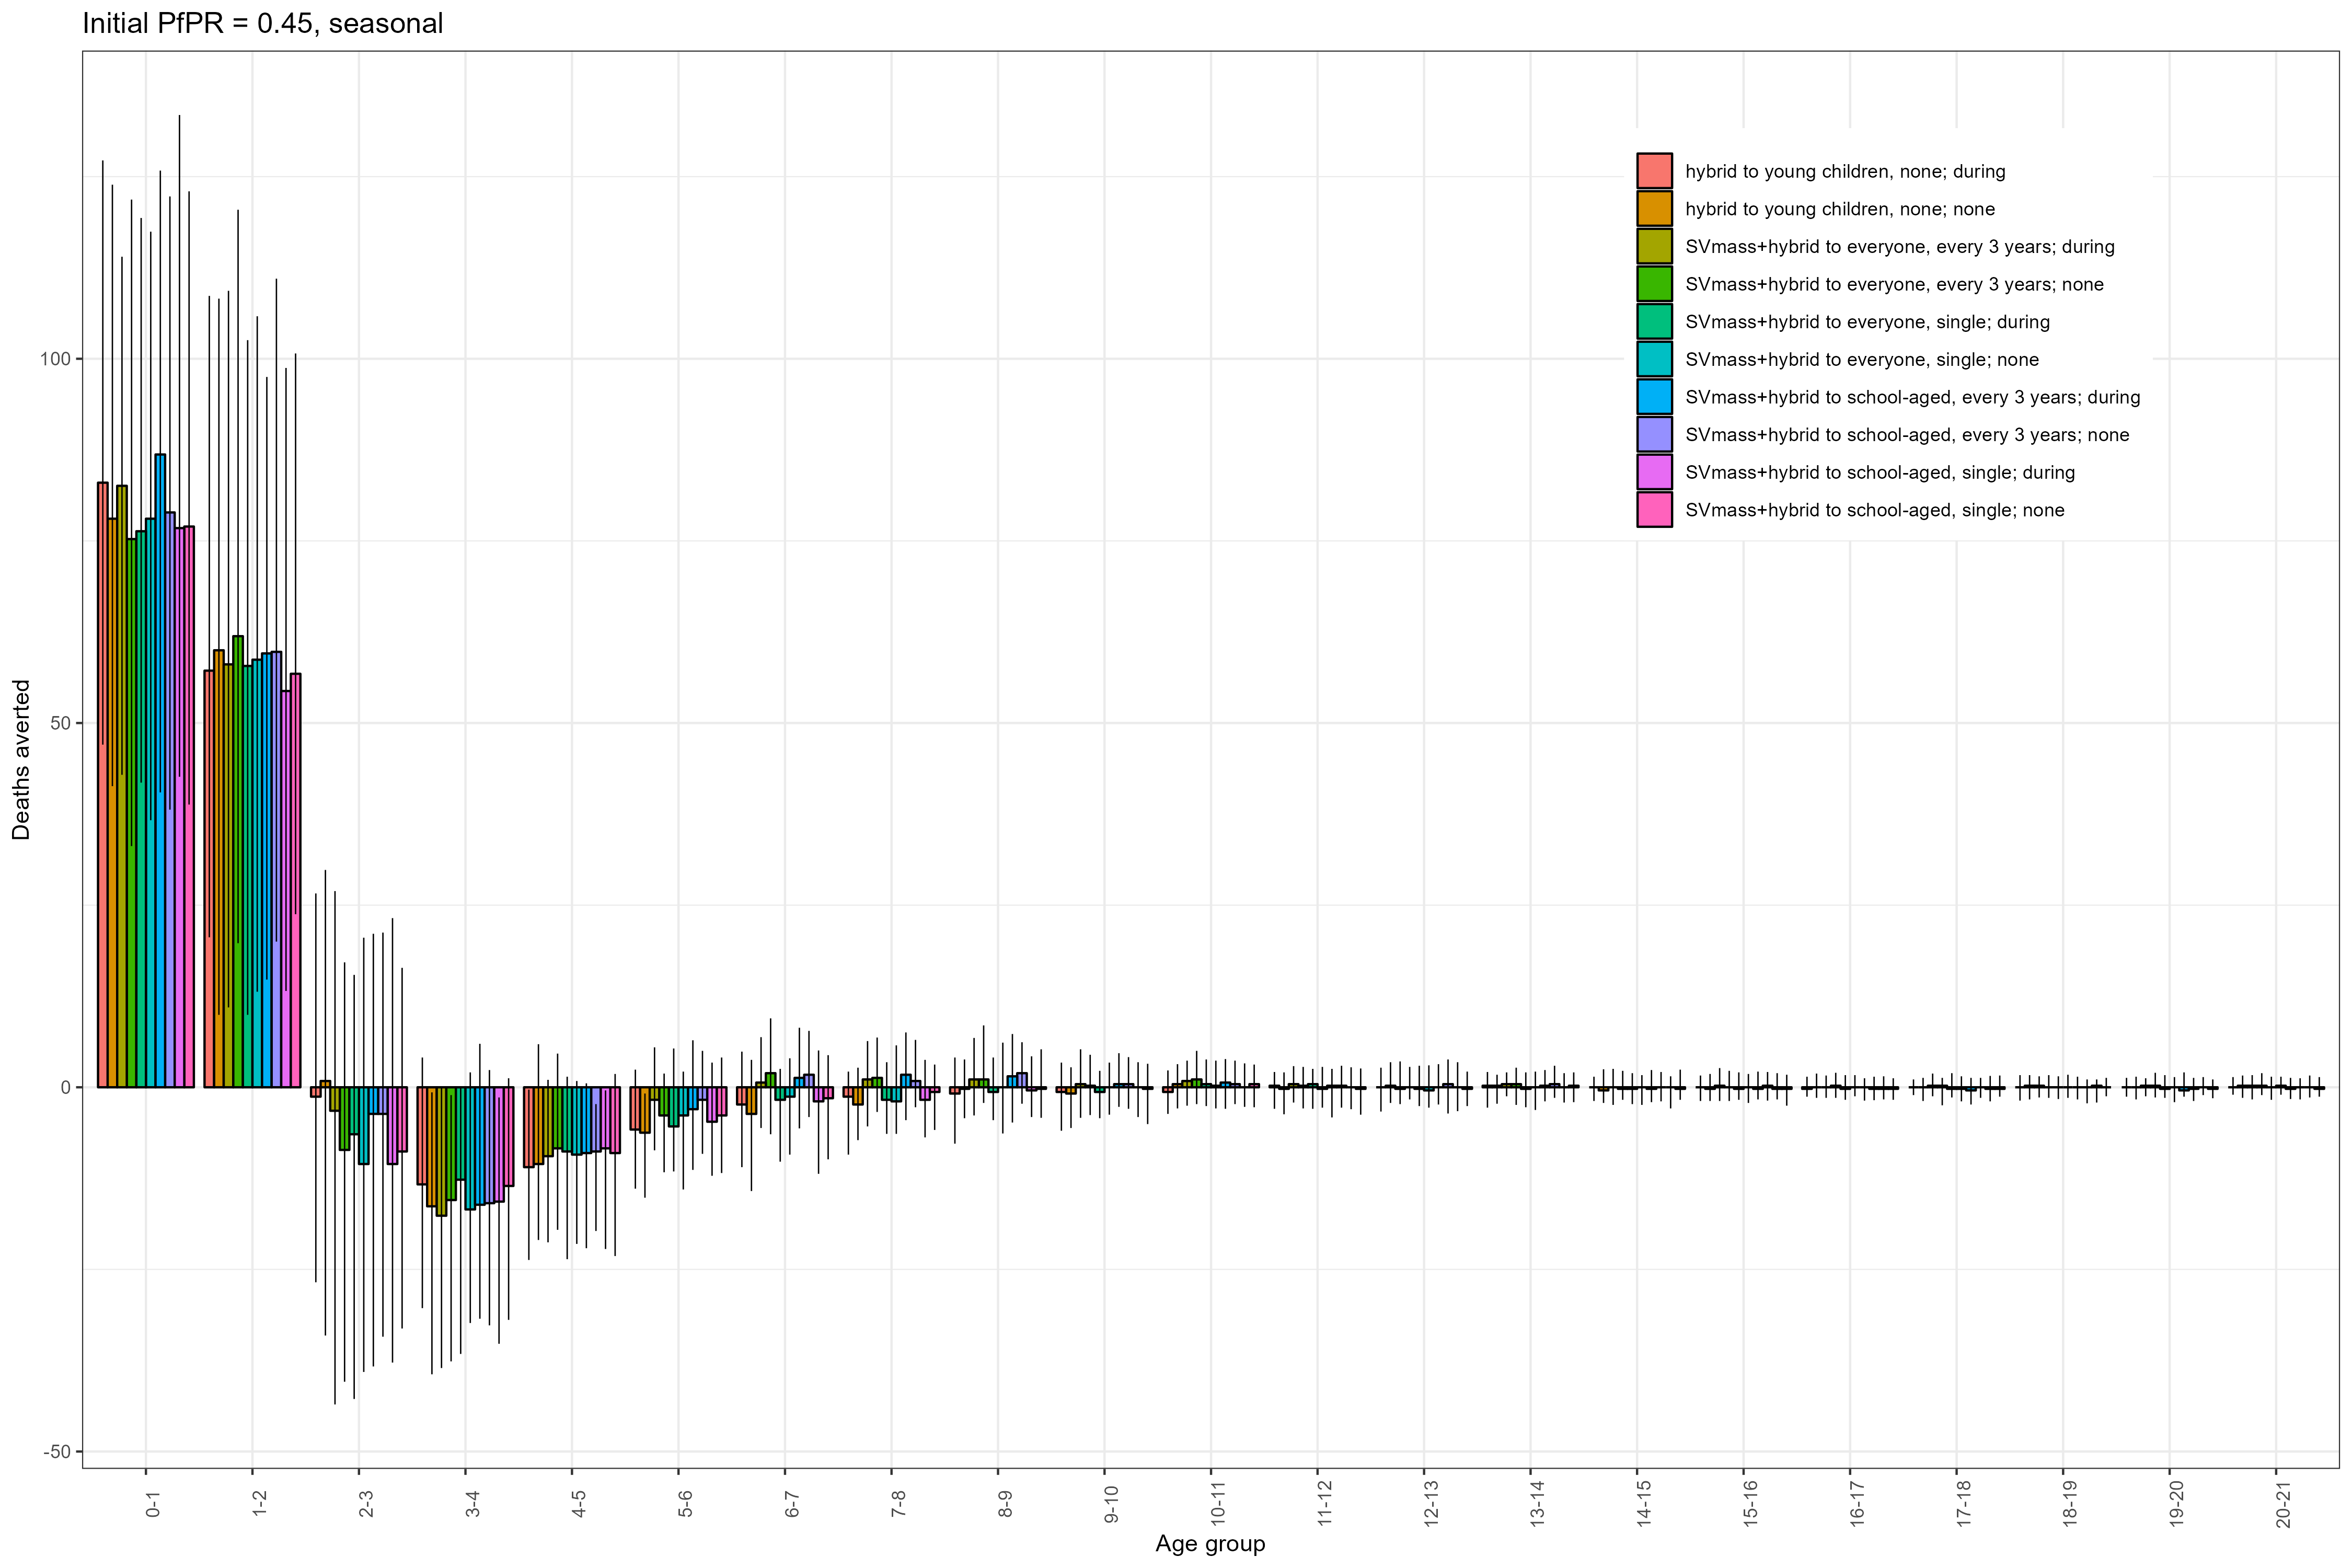 Initial PfPR = 0.45, seasonal
hybrid to young children, none; during
hybrid to young children, none; none
SVmass+hybrid to everyone, every 3 years; during
SVmass+hybrid to everyone, every 3 years; none
SVmass+hybrid to everyone, single; during
SVmass+hybrid to everyone, single; none
SVmass+hybrid to school-aged, every 3 years; during
SVmass+hybrid to school-aged, every 3 years; none
SVmass+hybrid to school-aged, single; during
SVmass+hybrid to school-aged, single; none
Deaths averted
100
50
0
-50
0-1
1-2
2-3
3-4
4-5
5-6
6-7
7-8
8-9
9-10
10-11
11-12
12-13
13-14
14-15
15-16
16-17
17-18
18-19
19-20
20-21
Age group